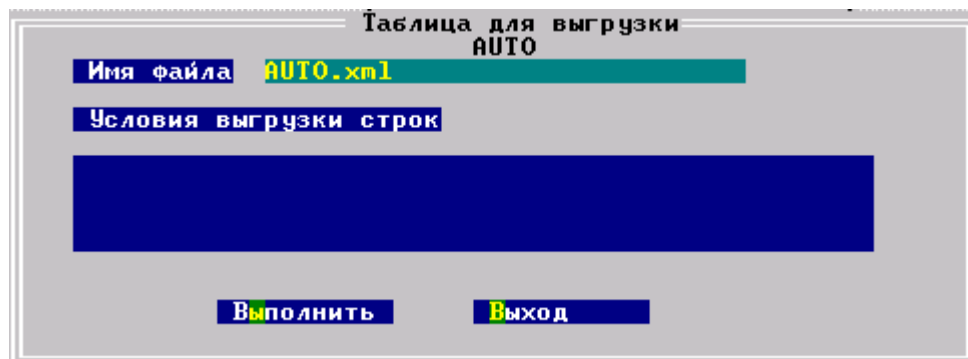 Таблица для выгрузки
AUTO
Имя файла AUTO.xml
Условия выгрузки строк
Выполнить Выход